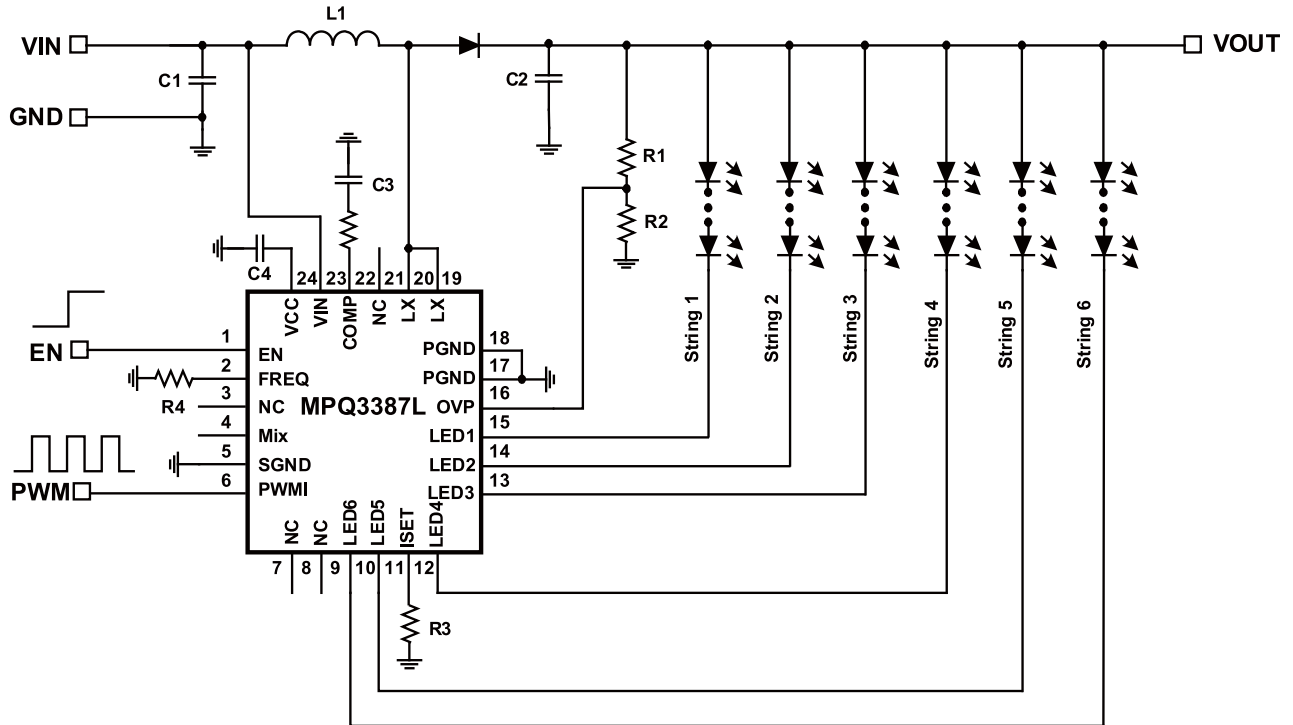 L1
VIN
VOUT
C1
C2
GND
R1
C3
R2
C4
24 23 22 21 20 19
VCC
VIN
COMP
NC
LX
LX
String 1
String 2
String 3
String 4
String 5
String 6
EN
1
EN
PGND
18
2
FREQ
PGND
17
R4
3
NC
MPQ3387L
OVP
16
4
Mix
LED1
15
5
SGND
LED2
14
PWM
6
PWMI
LED3
13
NC
NC
LED6
LED5
ISET
LED4
7 8 9 10 11 12
R3